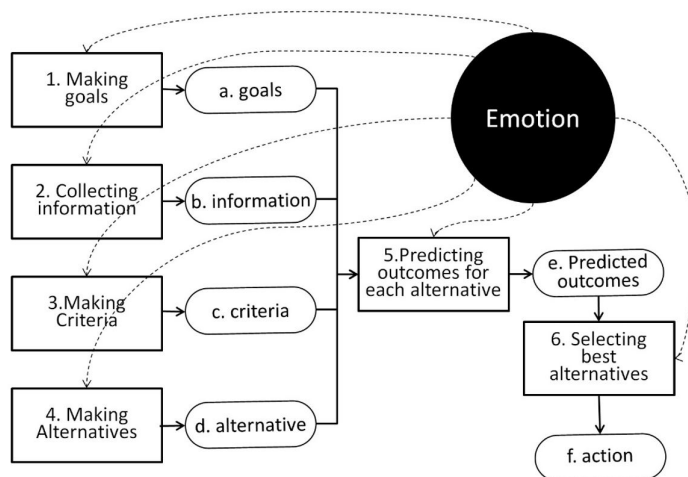 1. Making
goals
a. goals
Emotion
2. Collecting
information
b. information
3.Making
Criteria
c. criteria
5.Predicting
outcomes for
each alternative
e. Predicted
outcomes
6. Selecting
best
alternatives
4. Making
Alternatives
d. alternative
f. action